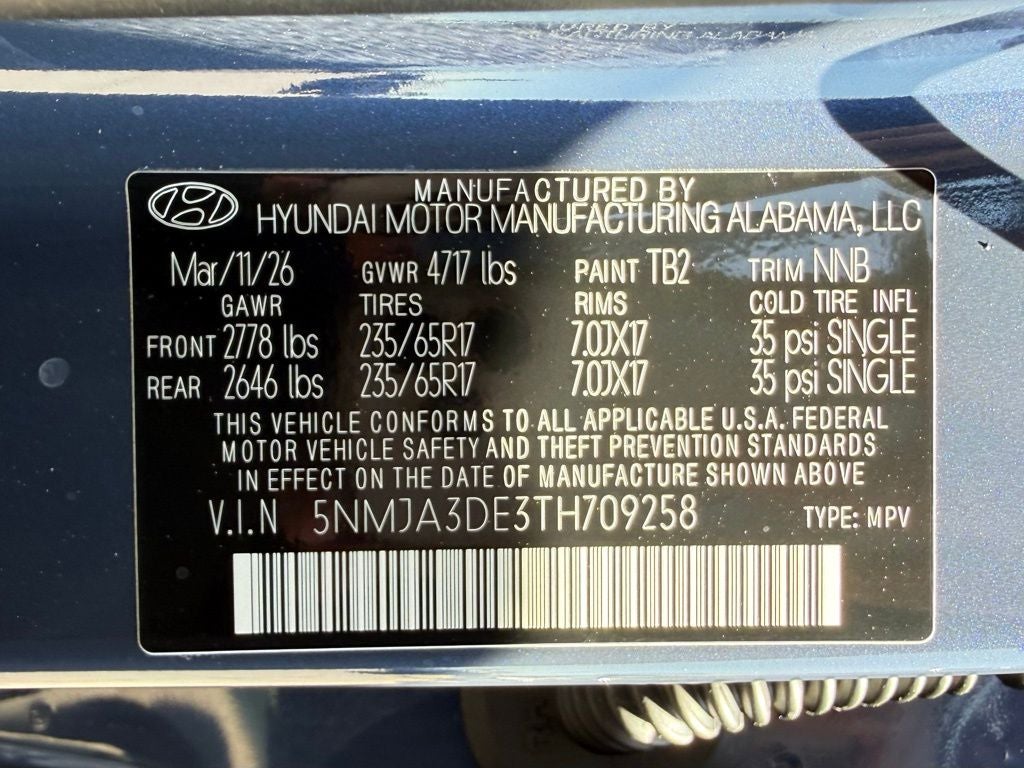 MANUFACTURED BY
HYUNDAI MOTOR MANUFACTURING ALABAMA, LLC
Mar/11/26 GVWR 4717 lbs PAINT TB2 TRIM NNB
GAWR TIRES RIMS COLD TIRE INFL
FRONT 2778 lbs 235/65R17 7.0JX17 35 psi SINGLE
REAR 2646 lbs 235/65R17 7.0JX17 35 psi SINGLE
THIS VEHICLE CONFORMS TO ALL APPLICABLE U.S.A. FEDERAL
MOTOR VEHICLE SAFETY AND THEFT PREVENTION STANDARDS
IN EFFECT ON THE DATE OF MANUFACTURE SHOWN ABOVE
V.I.N 5NMJA3DE3TH709258 TYPE: MPV